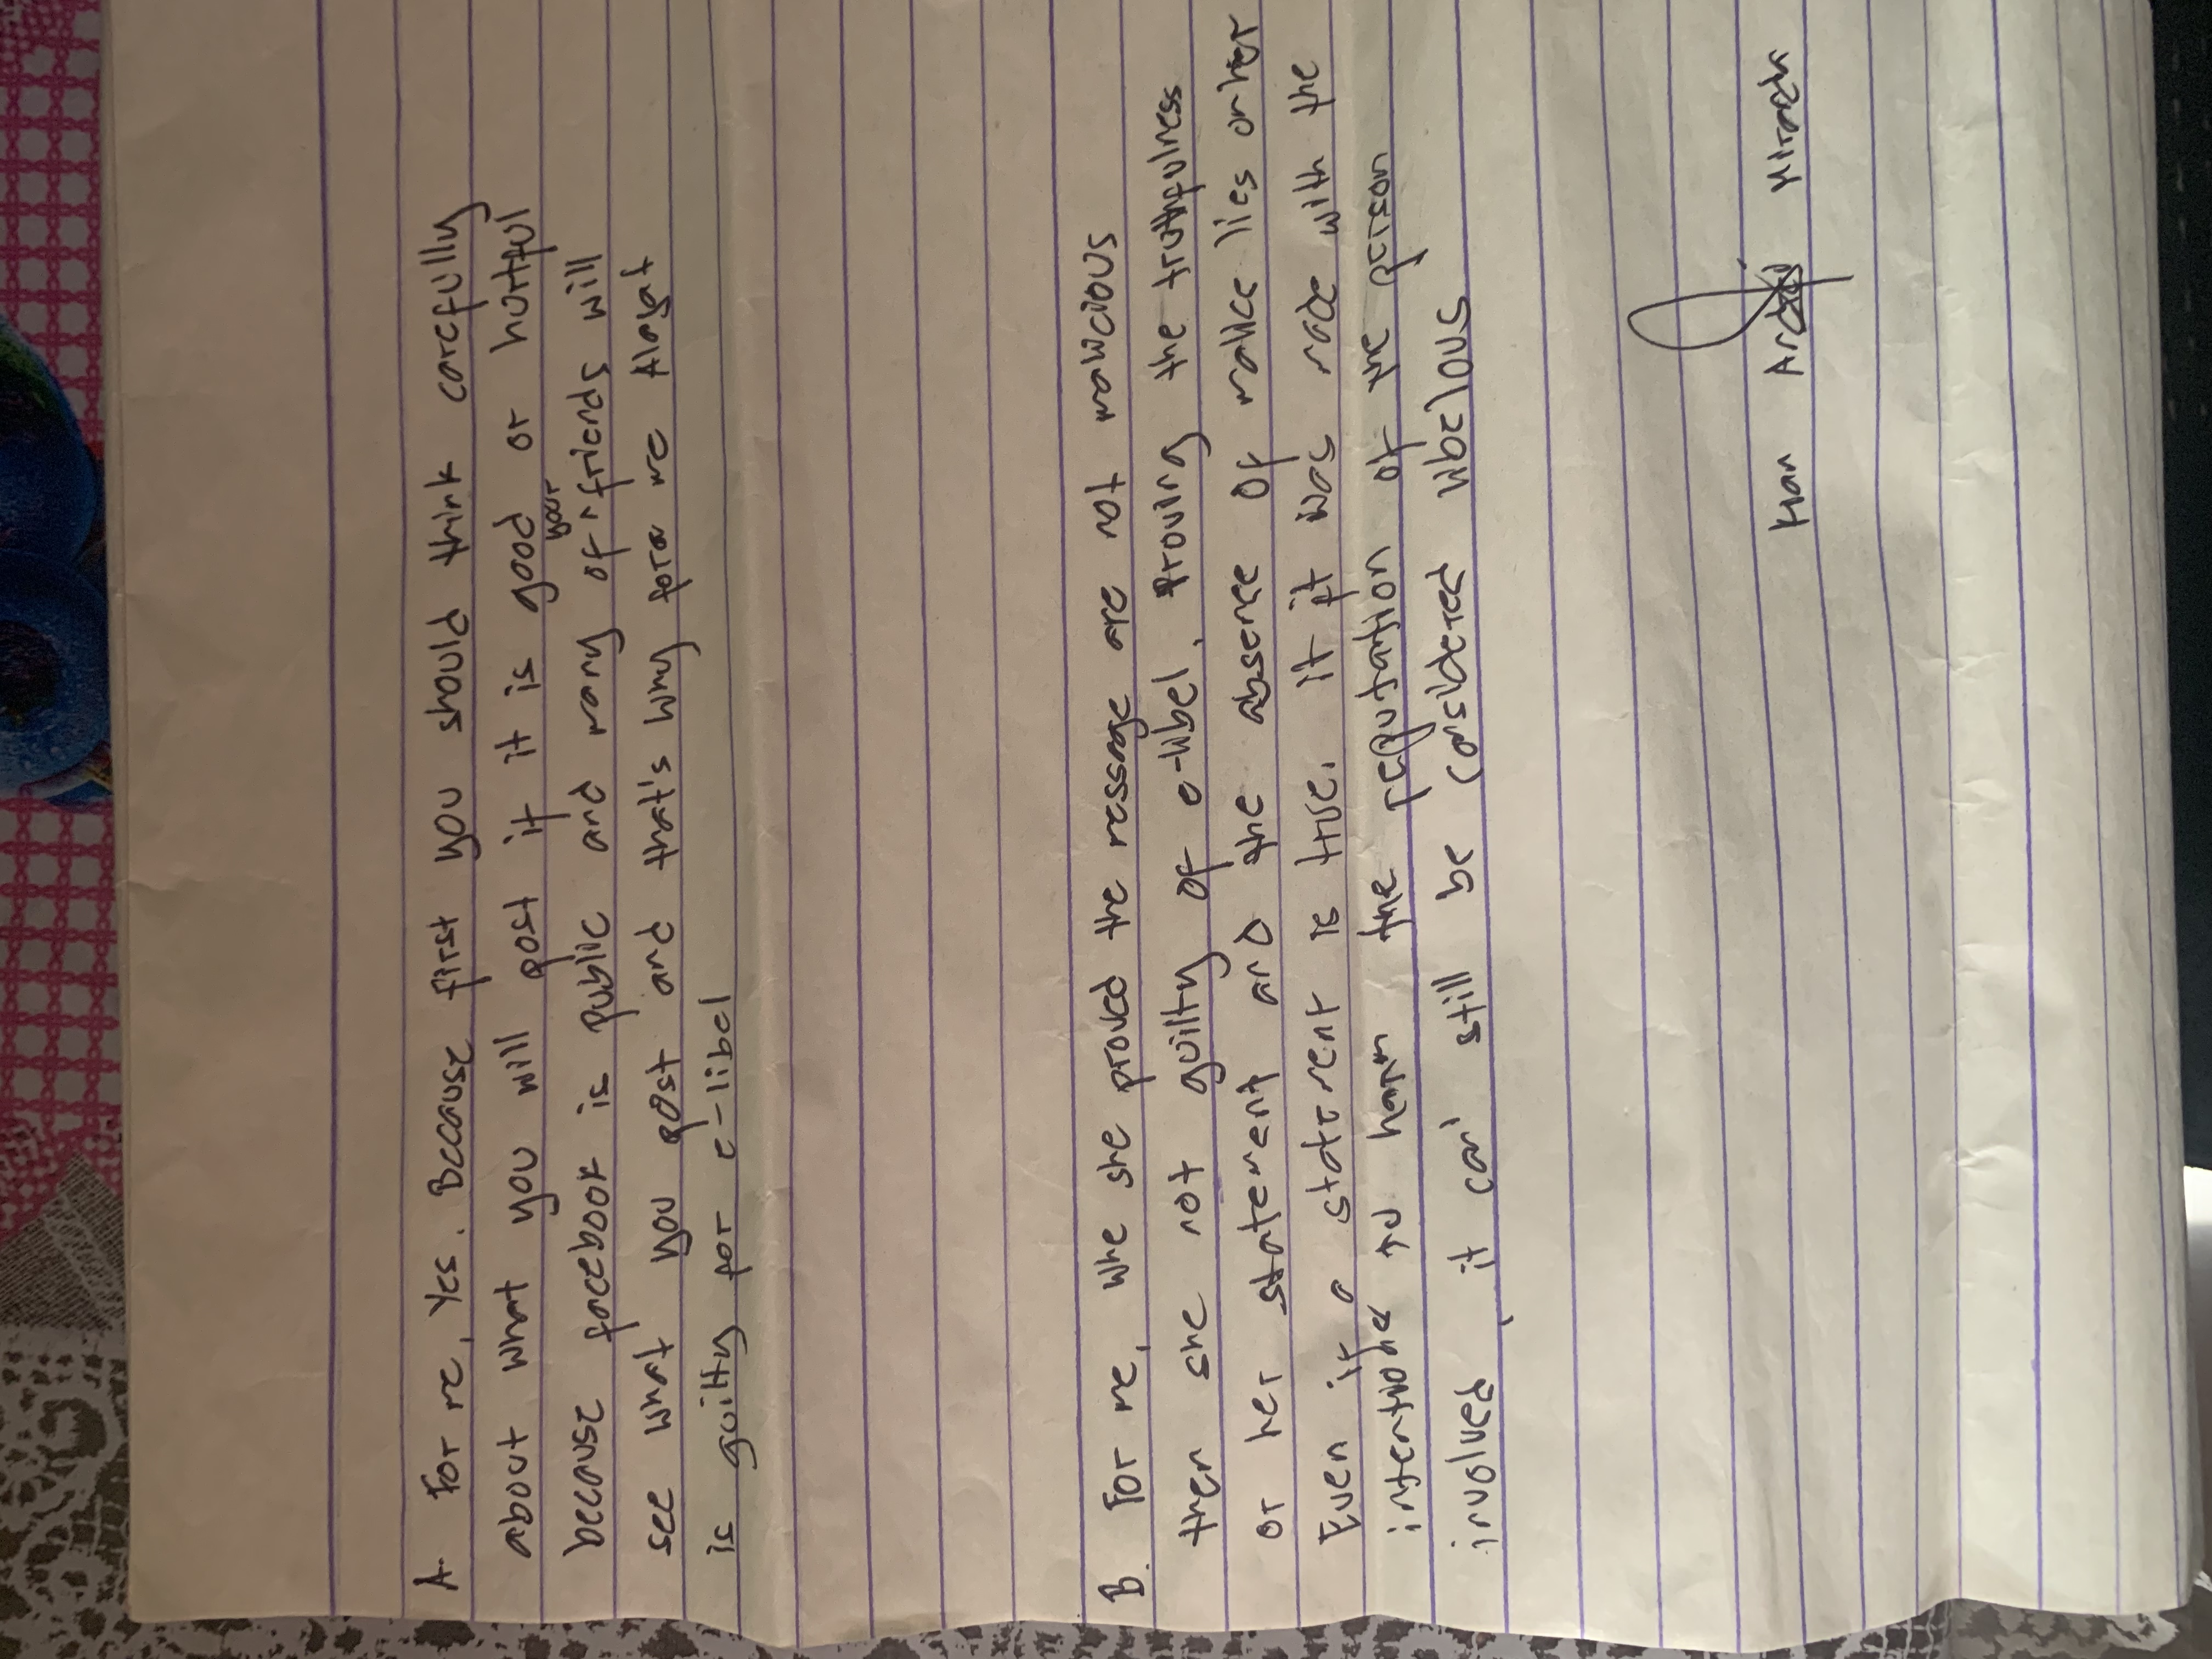 A. For me, Yes. Because first you should think carefully
about what you will post if it is good or hurtful
because facebook is public and many of your friends will
see what you post and that's why for me Alagat
is guilty for e-libel
B. For me, whe she proved the message are not malicious
then she not guilty of e-libel. Proving the truthfulness
or her statement and the absence of malice lies on her
Even if a statement is true. if it was made with the
intention to harm the reputation of the person
involved, it can still be considered libelous
Kian Miranda